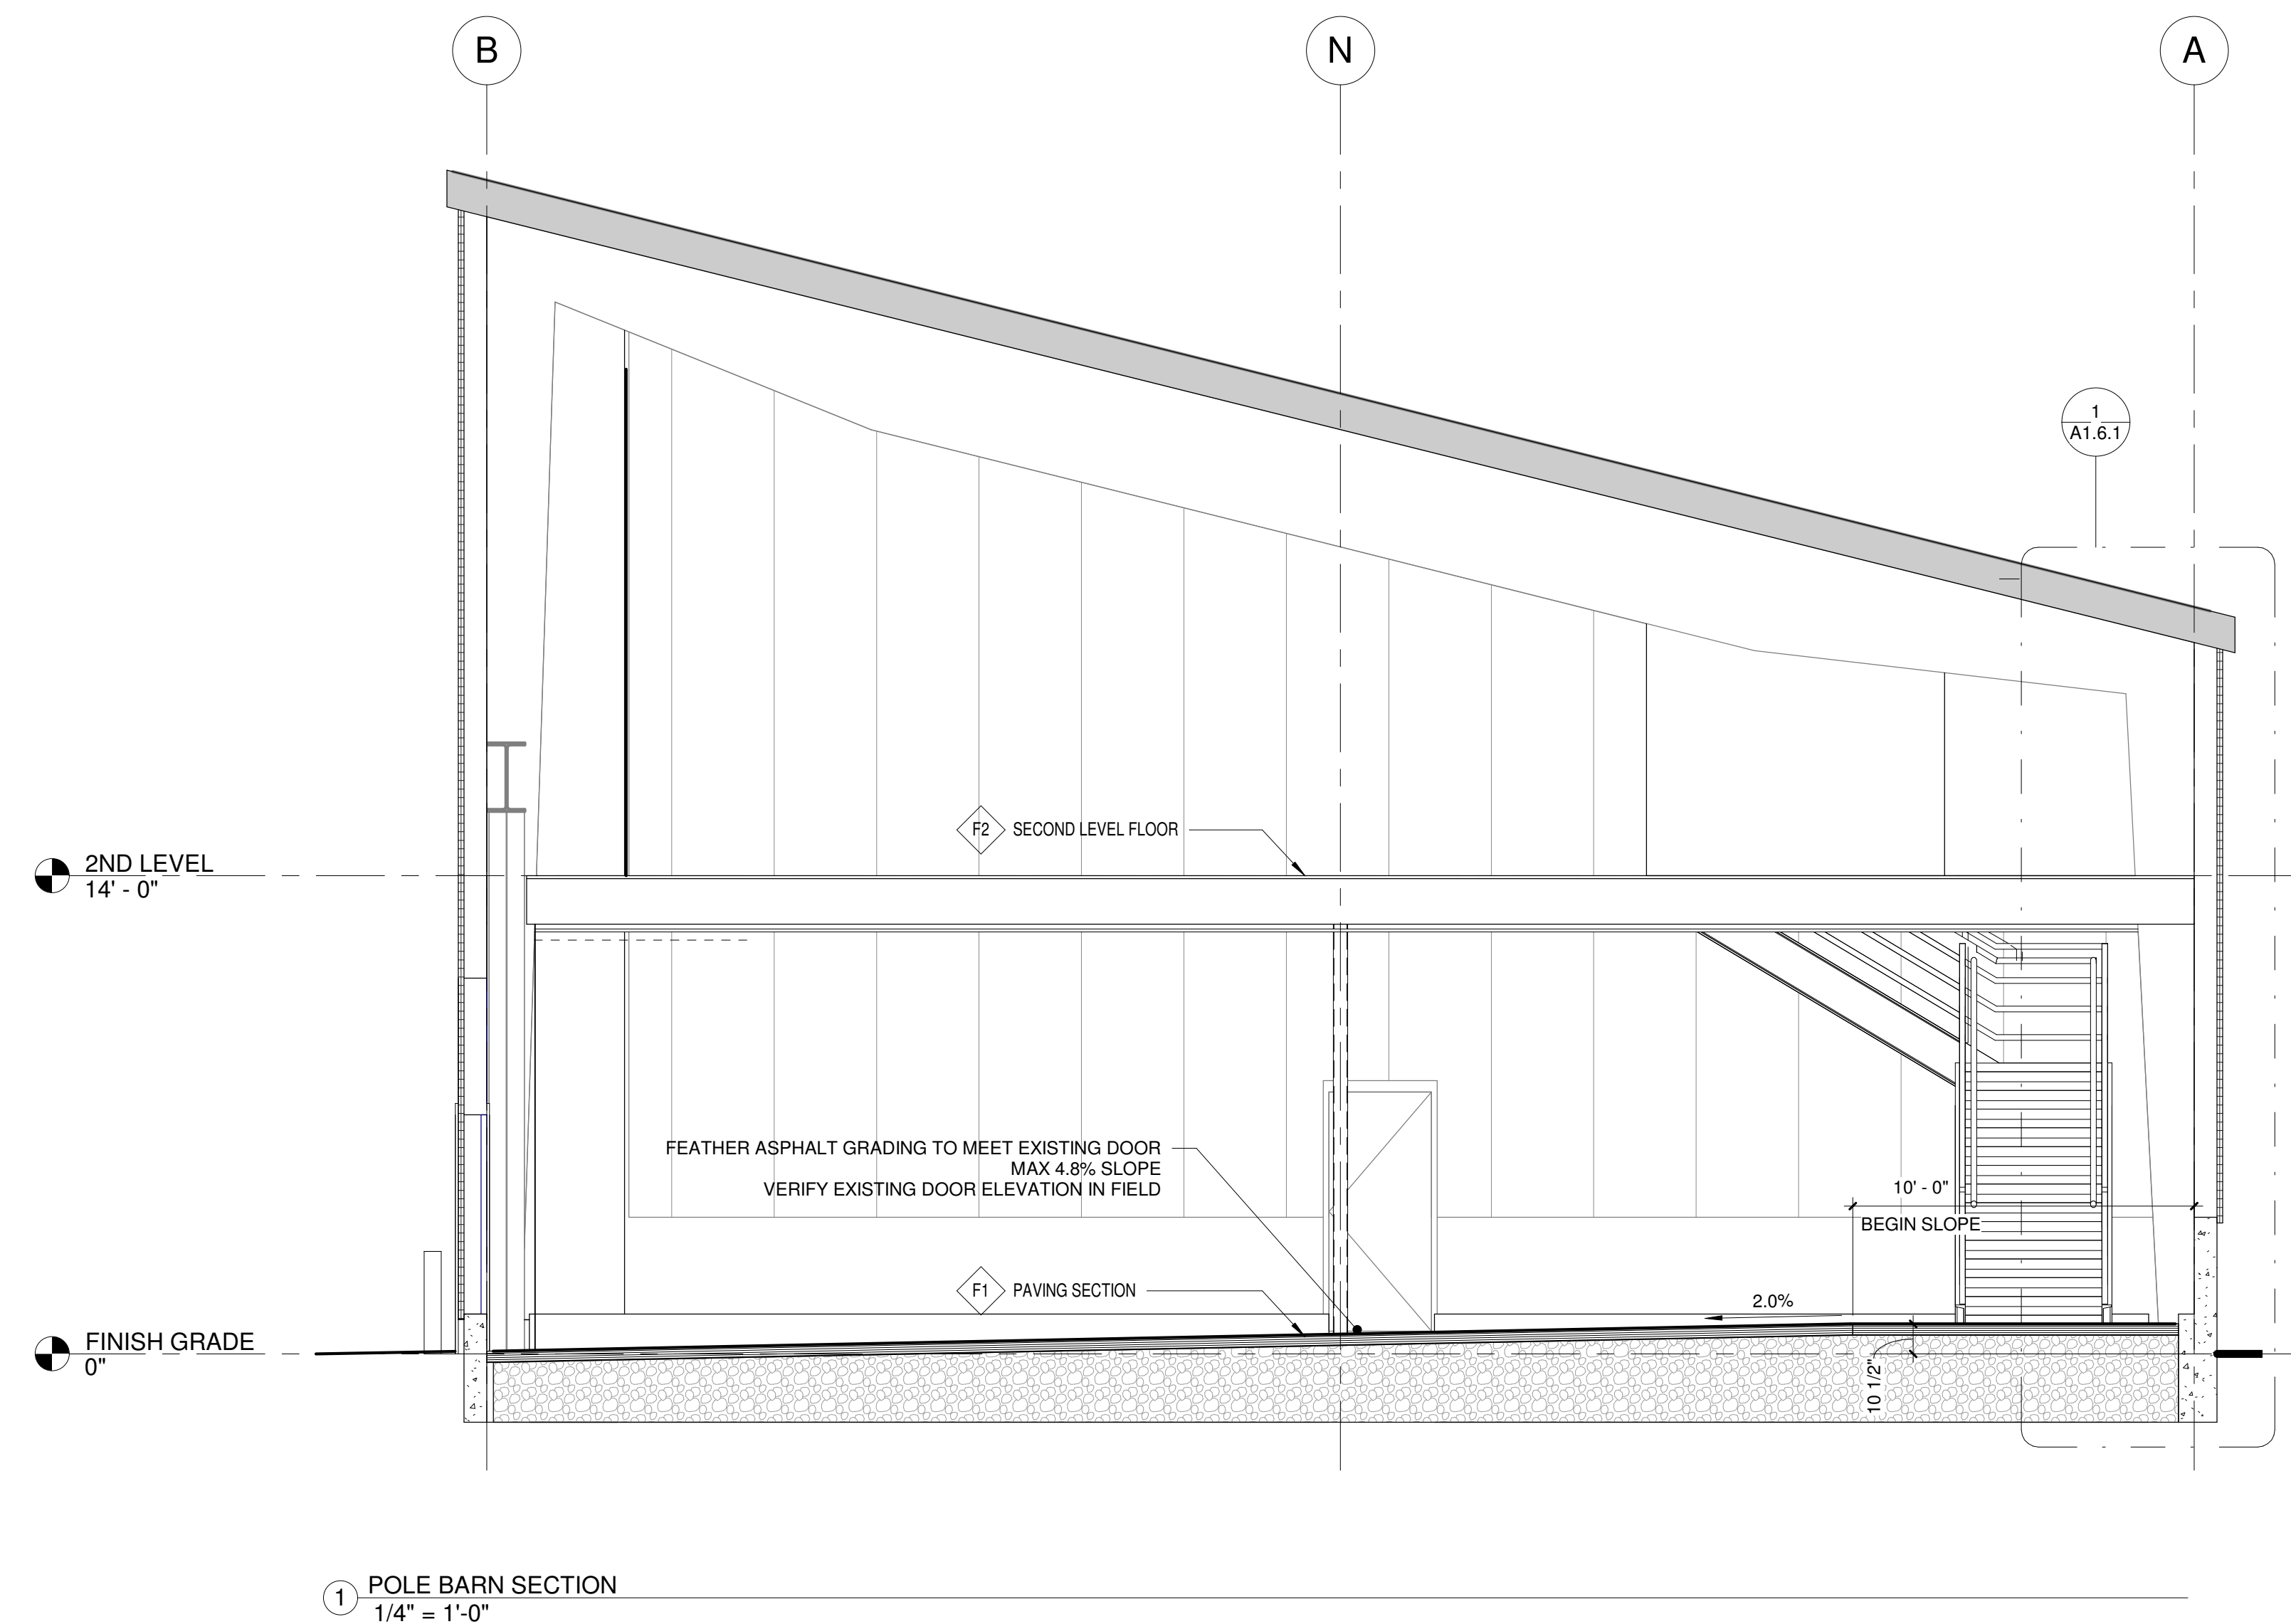 B
N
A
1
A1.6.1
F2 SECOND LEVEL FLOOR
2ND LEVEL
14' - 0"
FEATHER ASPHALT GRADING TO MEET EXISTING DOOR
MAX 4.8% SLOPE
VERIFY EXISTING DOOR ELEVATION IN FIELD
10' - 0"
BEGIN SLOPE
F1 PAVING SECTION
2.0%
FINISH GRADE
0"
10 1/2"
1 POLE BARN SECTION
1/4" = 1'-0"